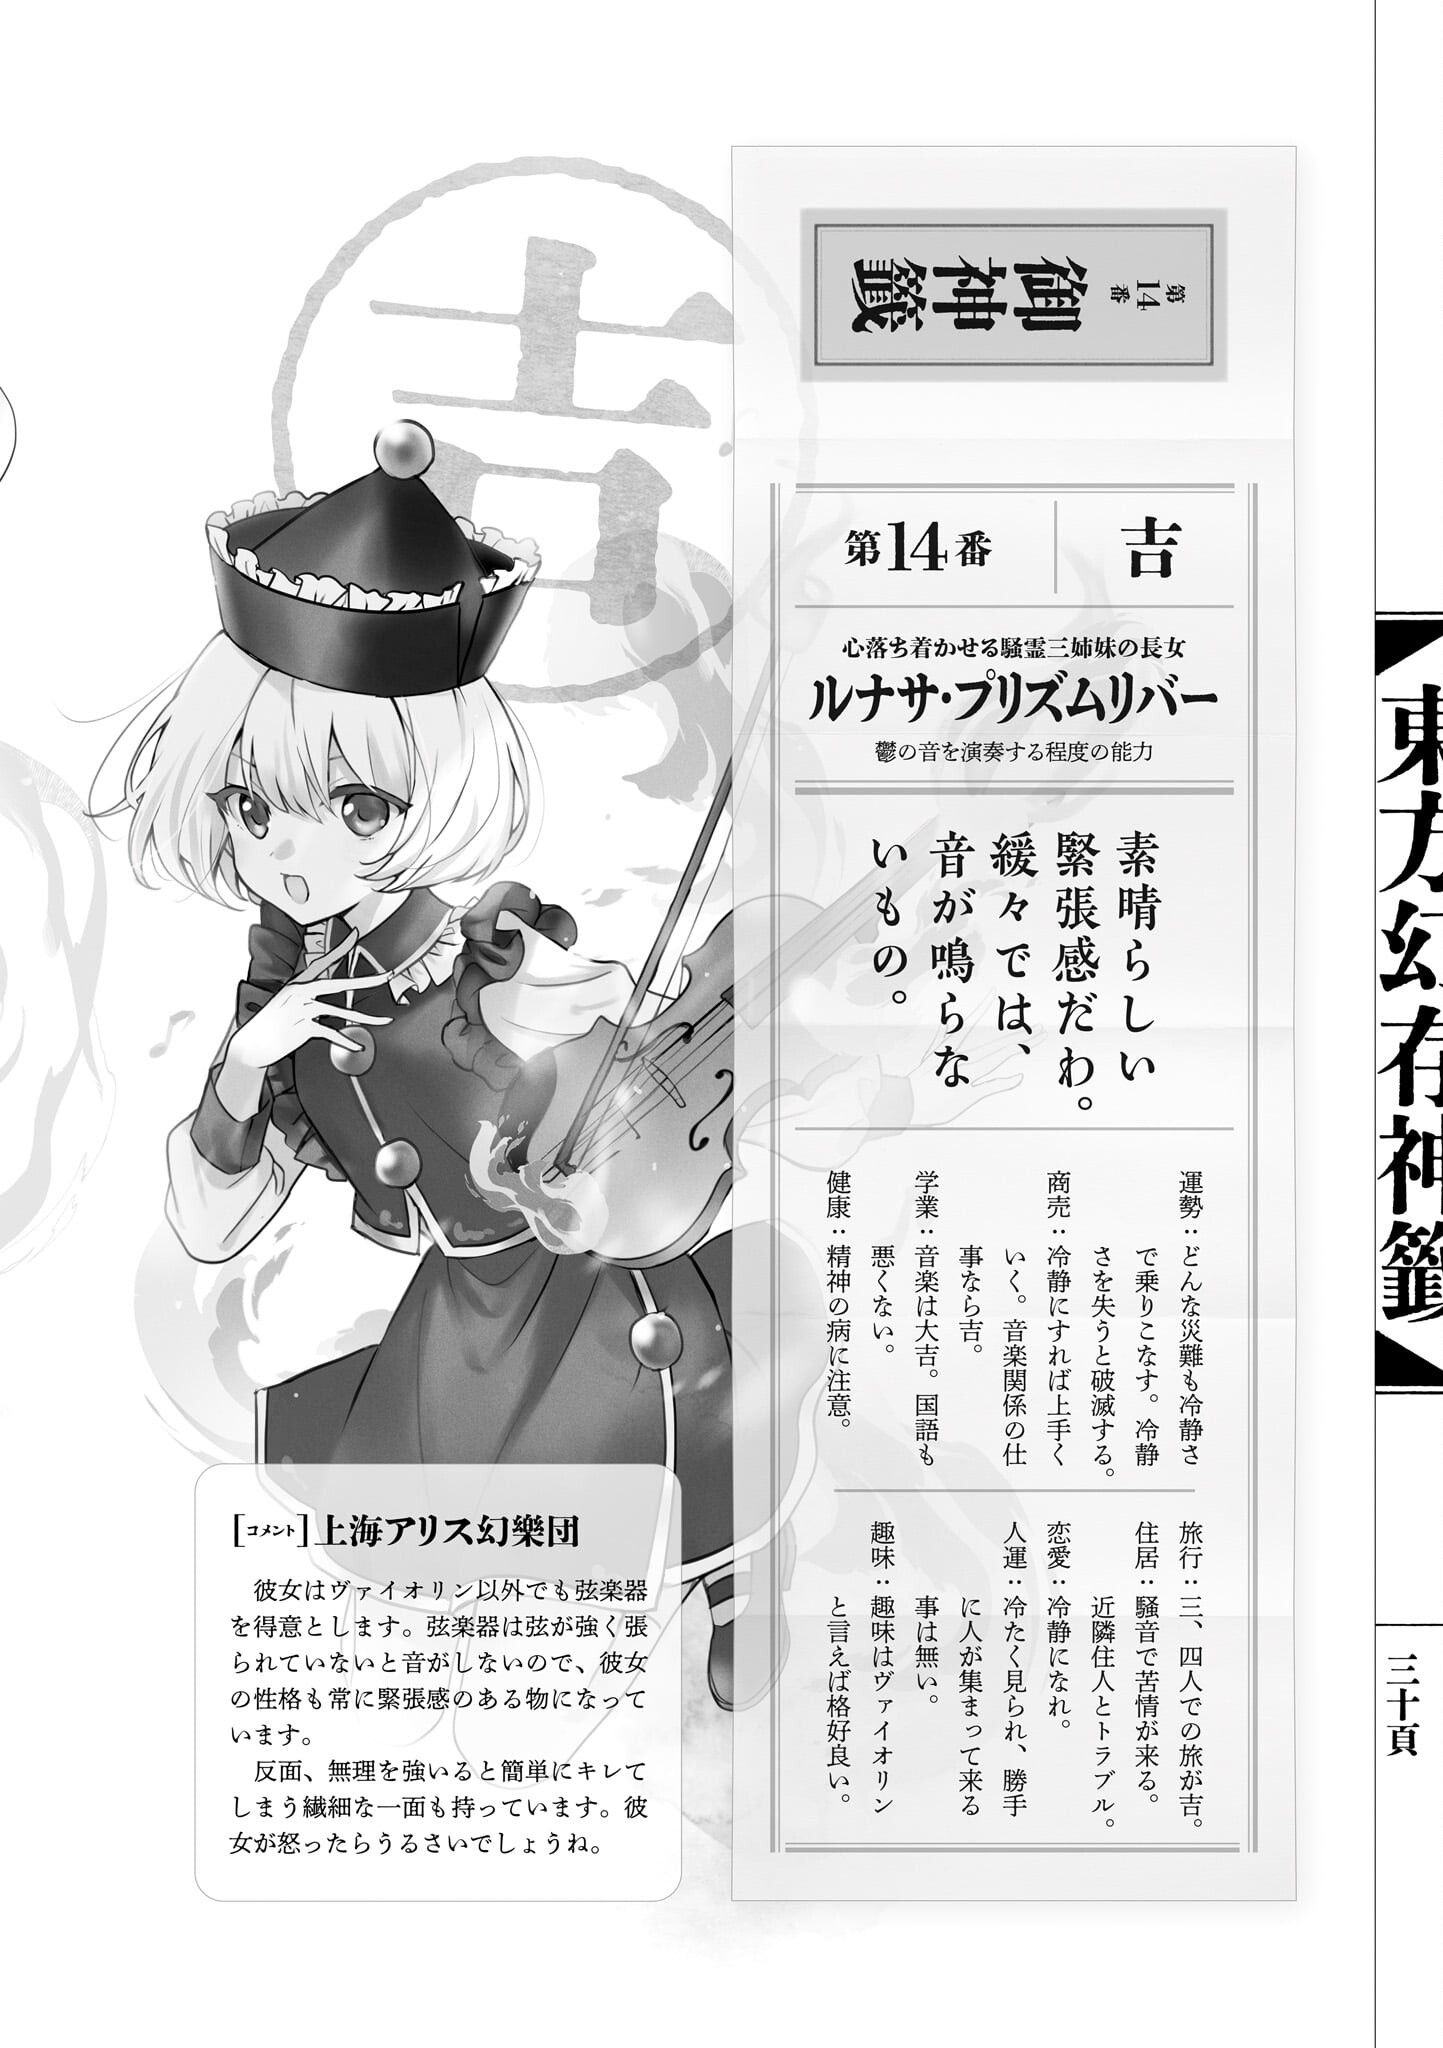 吉
御神籤
第14番
第14番
吉
心落ち着かせる騒霊三姉妹の長女
ルナサ・プリズムリバー
鬱の音を演奏する程度の能力
素晴らしい
緊張感だわ。
緩々では、
音が鳴らな
いもの。
運勢：どんな災難も冷静さ
で乗りこなす。冷静
さを失うと破滅する。
商売：冷静にすれば上手く
いく。音楽関係の仕
事なら吉。
学業：音楽は大吉。国語も
悪くない。
健康：精神の病に注意。
旅行：三、四人での旅が吉。
住居：騒音で苦情が来る。
近隣住人とトラブル。
恋愛：冷静になれ。
人運：冷たく見られ、勝手
に人が集まって来る
事は無い。
趣味：趣味はヴァイオリン
と言えば格好良い。
［コメント］上海アリス幻樂団
彼女はヴァイオリン以外でも弦楽器
を得意とします。弦楽器は弦が強く張
られていないと音がしないので、彼女
の性格も常に緊張感のある物になって
います。
反面、無理を強いると簡単にキレて
しまう繊細な一面も持っています。彼
女が怒ったらうるさいでしょうね。
東方幻存神籤
三十頁